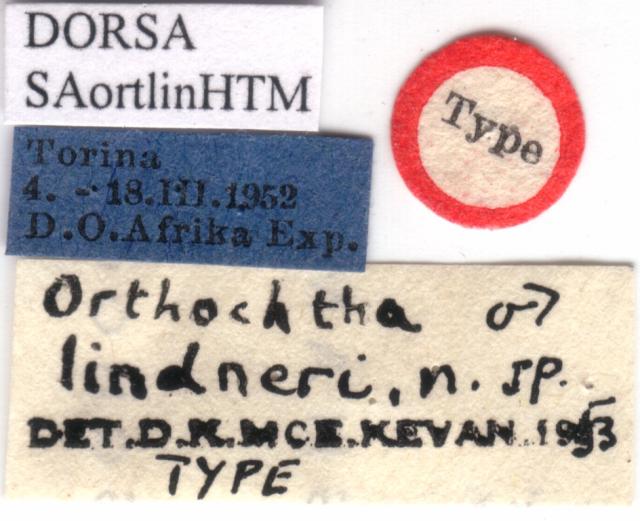 DORSA
SAortlinHTM
Type
Torina
4. - 18.III.1952
D.O.Afrika Exp.
Orthochtha ♂
lindneri, n. sp.
DET.D.K.MCE.KEVAN 1953
TYPE